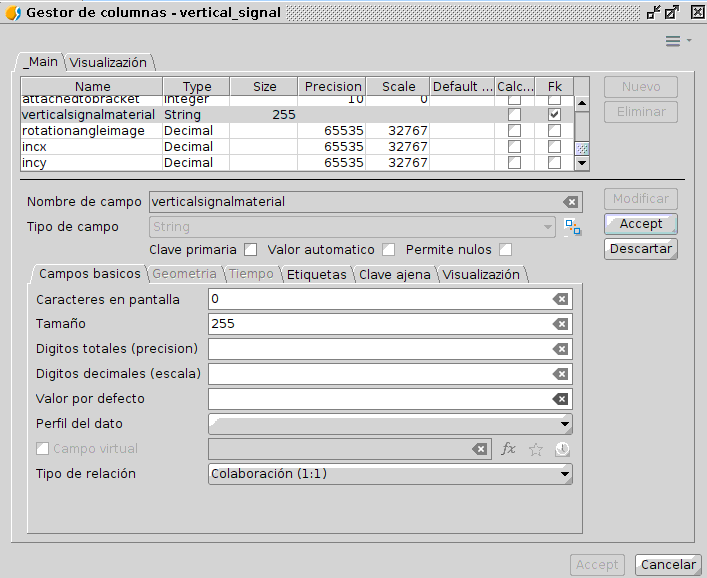 Gestor de columnas - vertical_signal
_Main Visualización
Name Type Size Precision Scale Default ... Calc... Fk
Nuevo
attachedtobracket Integer 10 0
verticalsignalmaterial String 255
Eliminar
rotationangleimage Decimal 65535 32767
incx Decimal 65535 32767
incy Decimal 65535 32767
Nombre de campo verticalsignalmaterial
Modificar
Tipo de campo String
Accept
Clave primaria Valor automatico Permite nulos
Descartar
Campos basicos Geometria Tiempo Etiquetas Clave ajena Visualización
Caracteres en pantalla 0
Tamaño 255
Digitos totales (precision)
Digitos decimales (escala)
Valor por defecto
Perfil del dato
Campo virtual fx
Tipo de relación Colaboración (1:1)
Accept Cancelar